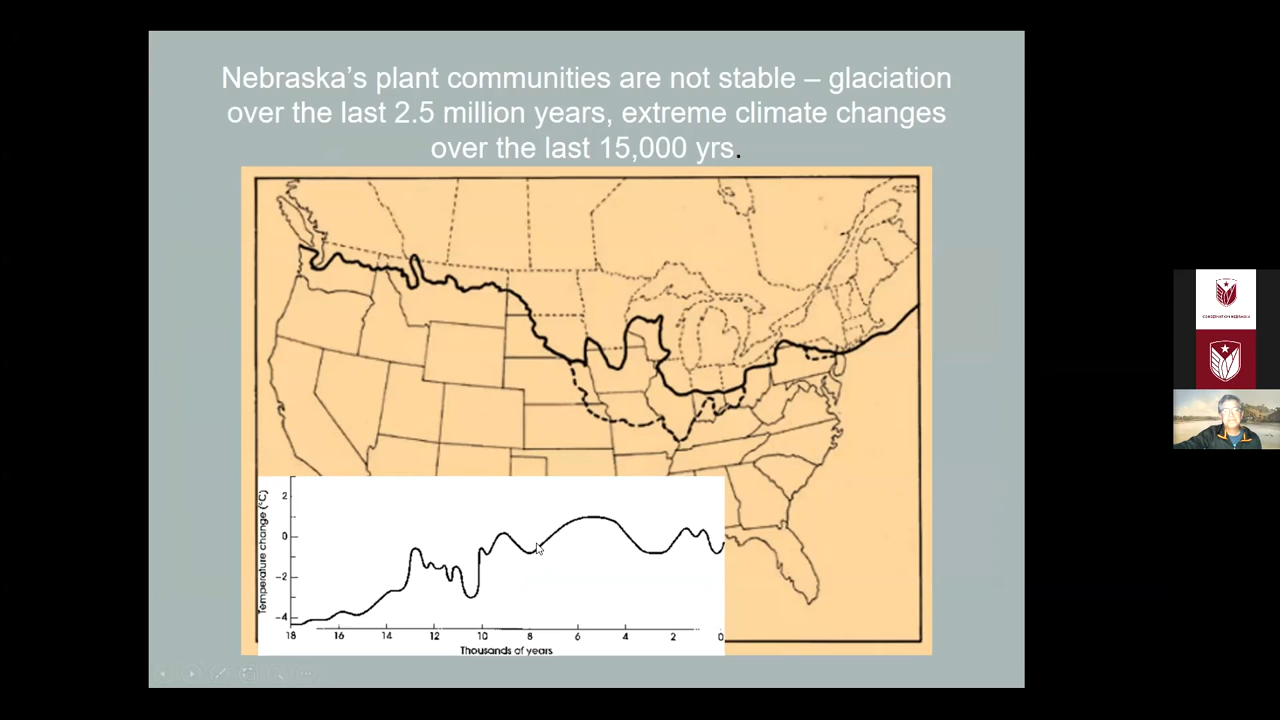 Nebraska’s plant communities are not stable – glaciation
over the last 2.5 million years, extreme climate changes
over the last 15,000 yrs.
Temperature change (°C)
2
0
−2
−4
18 16 14 12 10 8 6 4 2 0
Thousands of years
CONSERVATION NEBRASKA